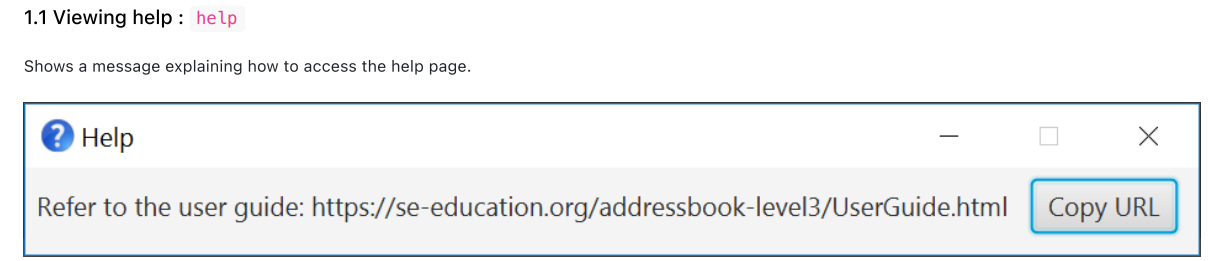 1.1 Viewing help : help
Shows a message explaining how to access the help page.
? Help
Refer to the user guide: https://se-education.org/addressbook-level3/UserGuide.html Copy URL